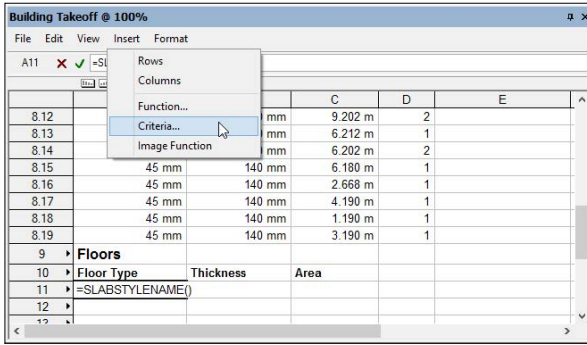 Building Takeoff @ 100%
File Edit View Insert Format
A11 =SL
Rows
Columns
Function...
Criteria...
Image Function
C D E
8.12 mm 9.202 m 2
8.13 mm 6.212 m 1
8.14 mm 6.202 m 2
8.15 45 mm 140 mm 6.180 m 1
8.16 45 mm 140 mm 2.668 m 1
8.17 45 mm 140 mm 4.190 m 1
8.18 45 mm 140 mm 1.190 m 1
8.19 45 mm 140 mm 3.190 m 1
9 Floors
10 Floor Type Thickness Area
11 =SLABSTYLENAME()
12